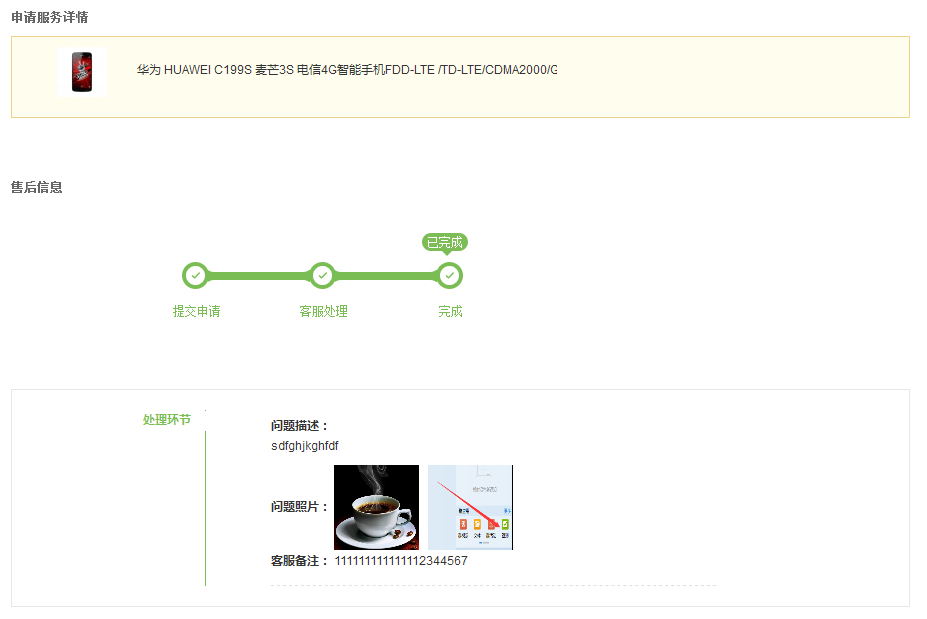 申请服务详情
华为 HUAWEI C199S 麦芒3S 电信4G智能手机FDD-LTE /TD-LTE/CDMA2000/G
售后信息
已完成
提交申请
客服处理
完成
处理环节
问题描述：
sdfghjkghfdf
问题照片：
客服备注： 111111111111112344567